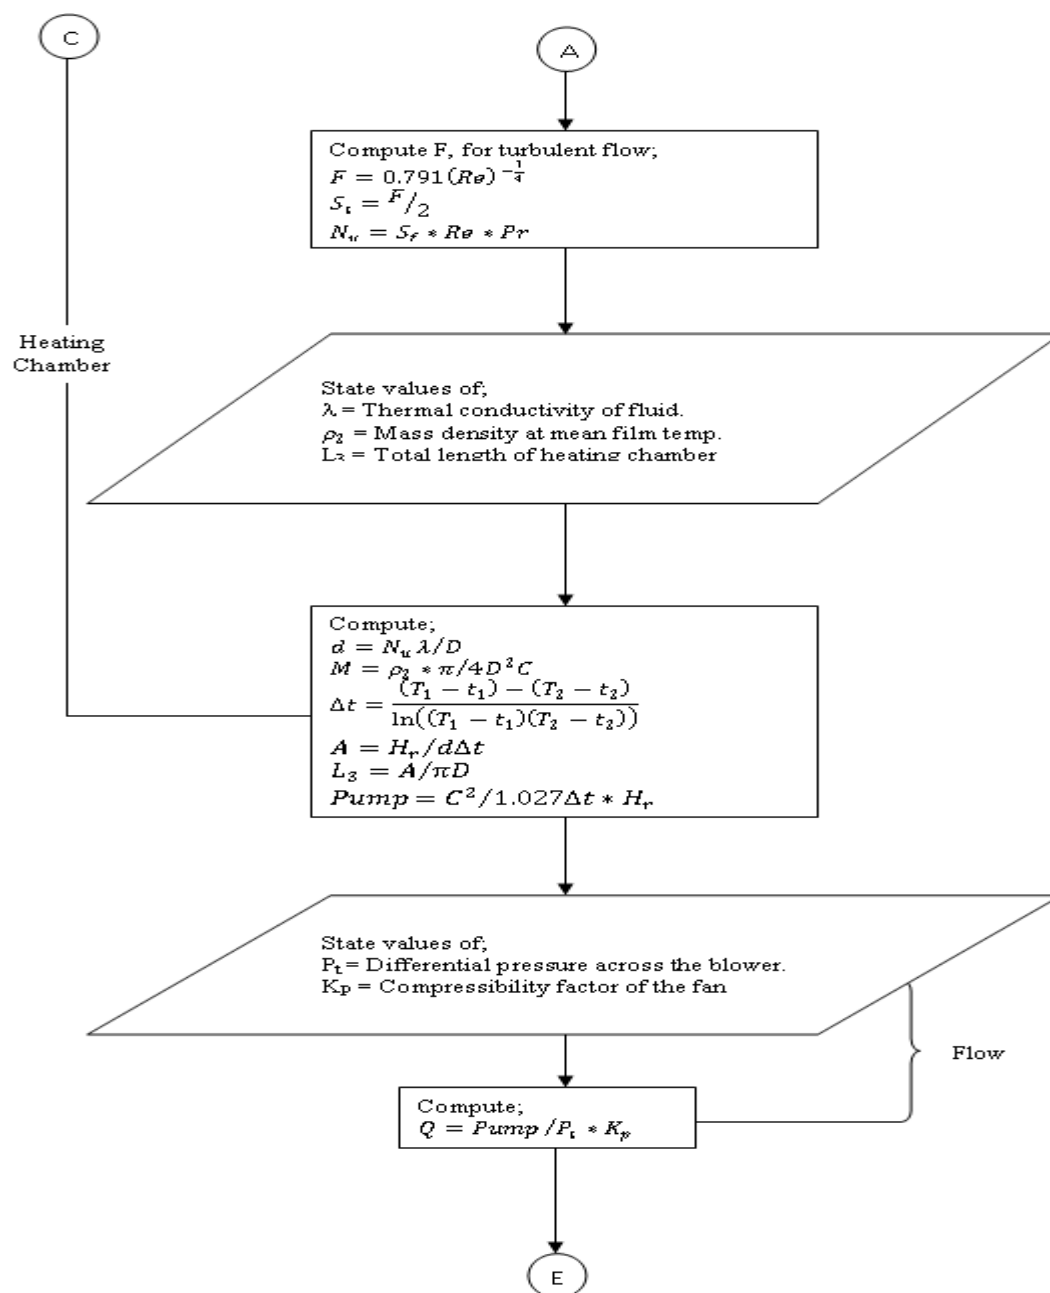 C
A
Compute F, for turbulent flow;
F = 0.791(Re)^{-\frac{1}{4}}
S_t = F/2
N_u = S_f * Re * Pr
Heating
Chamber
State values of;
λ = Thermal conductivity of fluid.
ρ_2 = Mass density at mean film temp.
L_3 = Total length of heating chamber
Compute;
d = N_u λ/D
M = ρ_2 * π/4D^2C
Δt = \frac{(T_1 − t_1) − (T_2 − t_2)}{ln((T_1 − t_1)(T_2 − t_2))}
A = H_r/dΔt
L_3 = A/πD
Pump = C^2/1.027Δt * H_r
State values of;
P_t = Differential pressure across the blower.
Kp = Compressibility factor of the fan
Flow
Compute;
Q = Pump/P_t * K_p
E